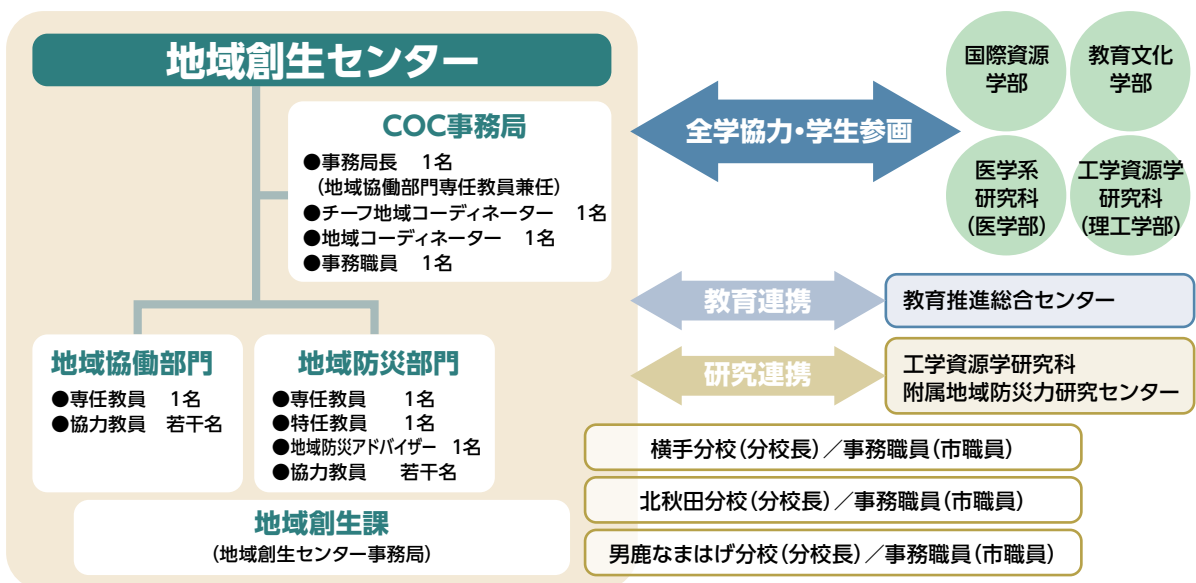 地域創生センター
COC事務局
●事務局長　1名
(地域協働部門専任教員兼任)
●チーフ地域コーディネーター　1名
●地域コーディネーター　1名
●事務職員　1名
地域協働部門
●専任教員　1名
●協力教員　若干名
地域防災部門
●専任教員　1名
●特任教員　1名
●地域防災アドバイザー　1名
●協力教員　若干名
地域創生課
(地域創生センター事務局)
全学協力・学生参画
国際資源
学部
教育文化
学部
医学系
研究科
(医学部)
工学資源学
研究科
(理工学部)
教育連携
教育推進総合センター
研究連携
工学資源学研究科
附属地域防災力研究センター
横手分校(分校長)／事務職員(市職員)
北秋田分校(分校長)／事務職員(市職員)
男鹿なまはげ分校(分校長)／事務職員(市職員)